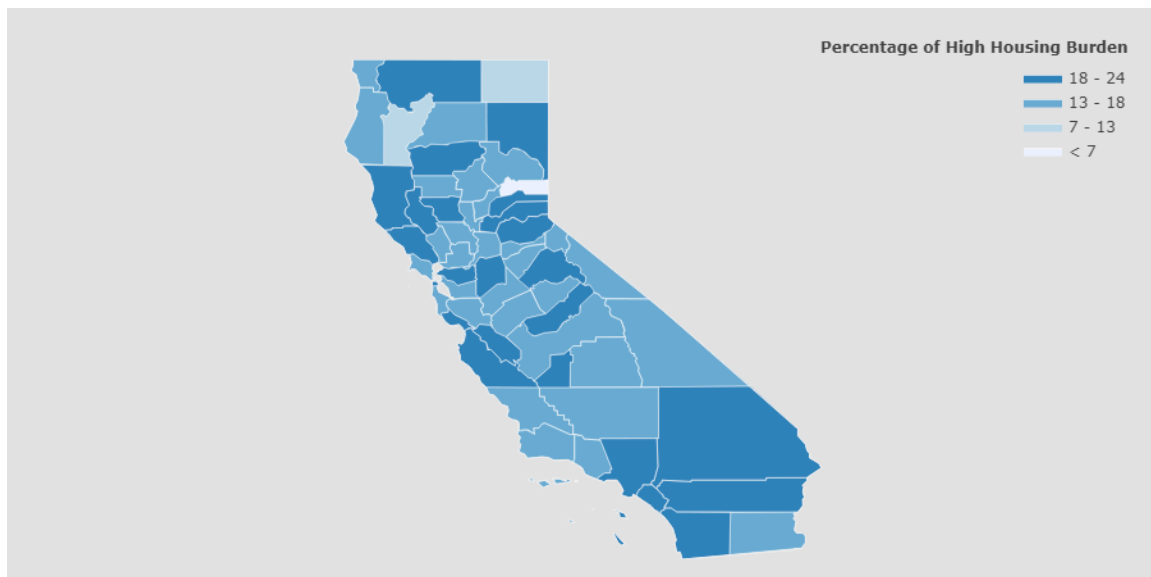 Percentage of High Housing Burden
18 - 24
13 - 18
7 - 13
< 7